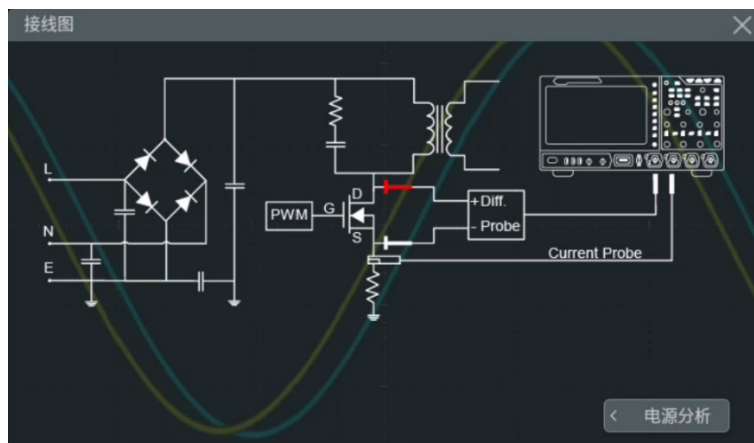 接线图
L
N
E
PWM
G
D
S
+Diff.
- Probe
Current Probe
电源分析